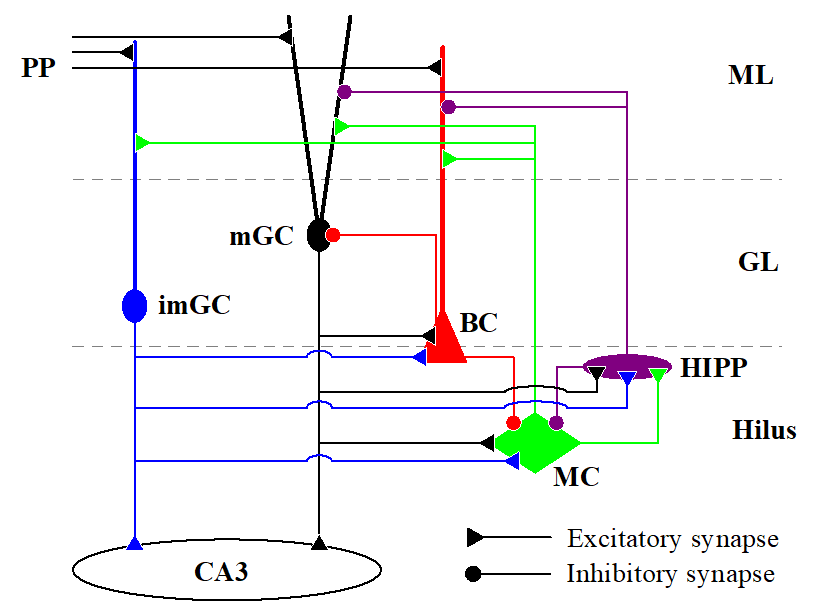 PP
ML
mGC
GL
imGC
BC
HIPP
Hilus
MC
Excitatory synapse
CA3
Inhibitory synapse